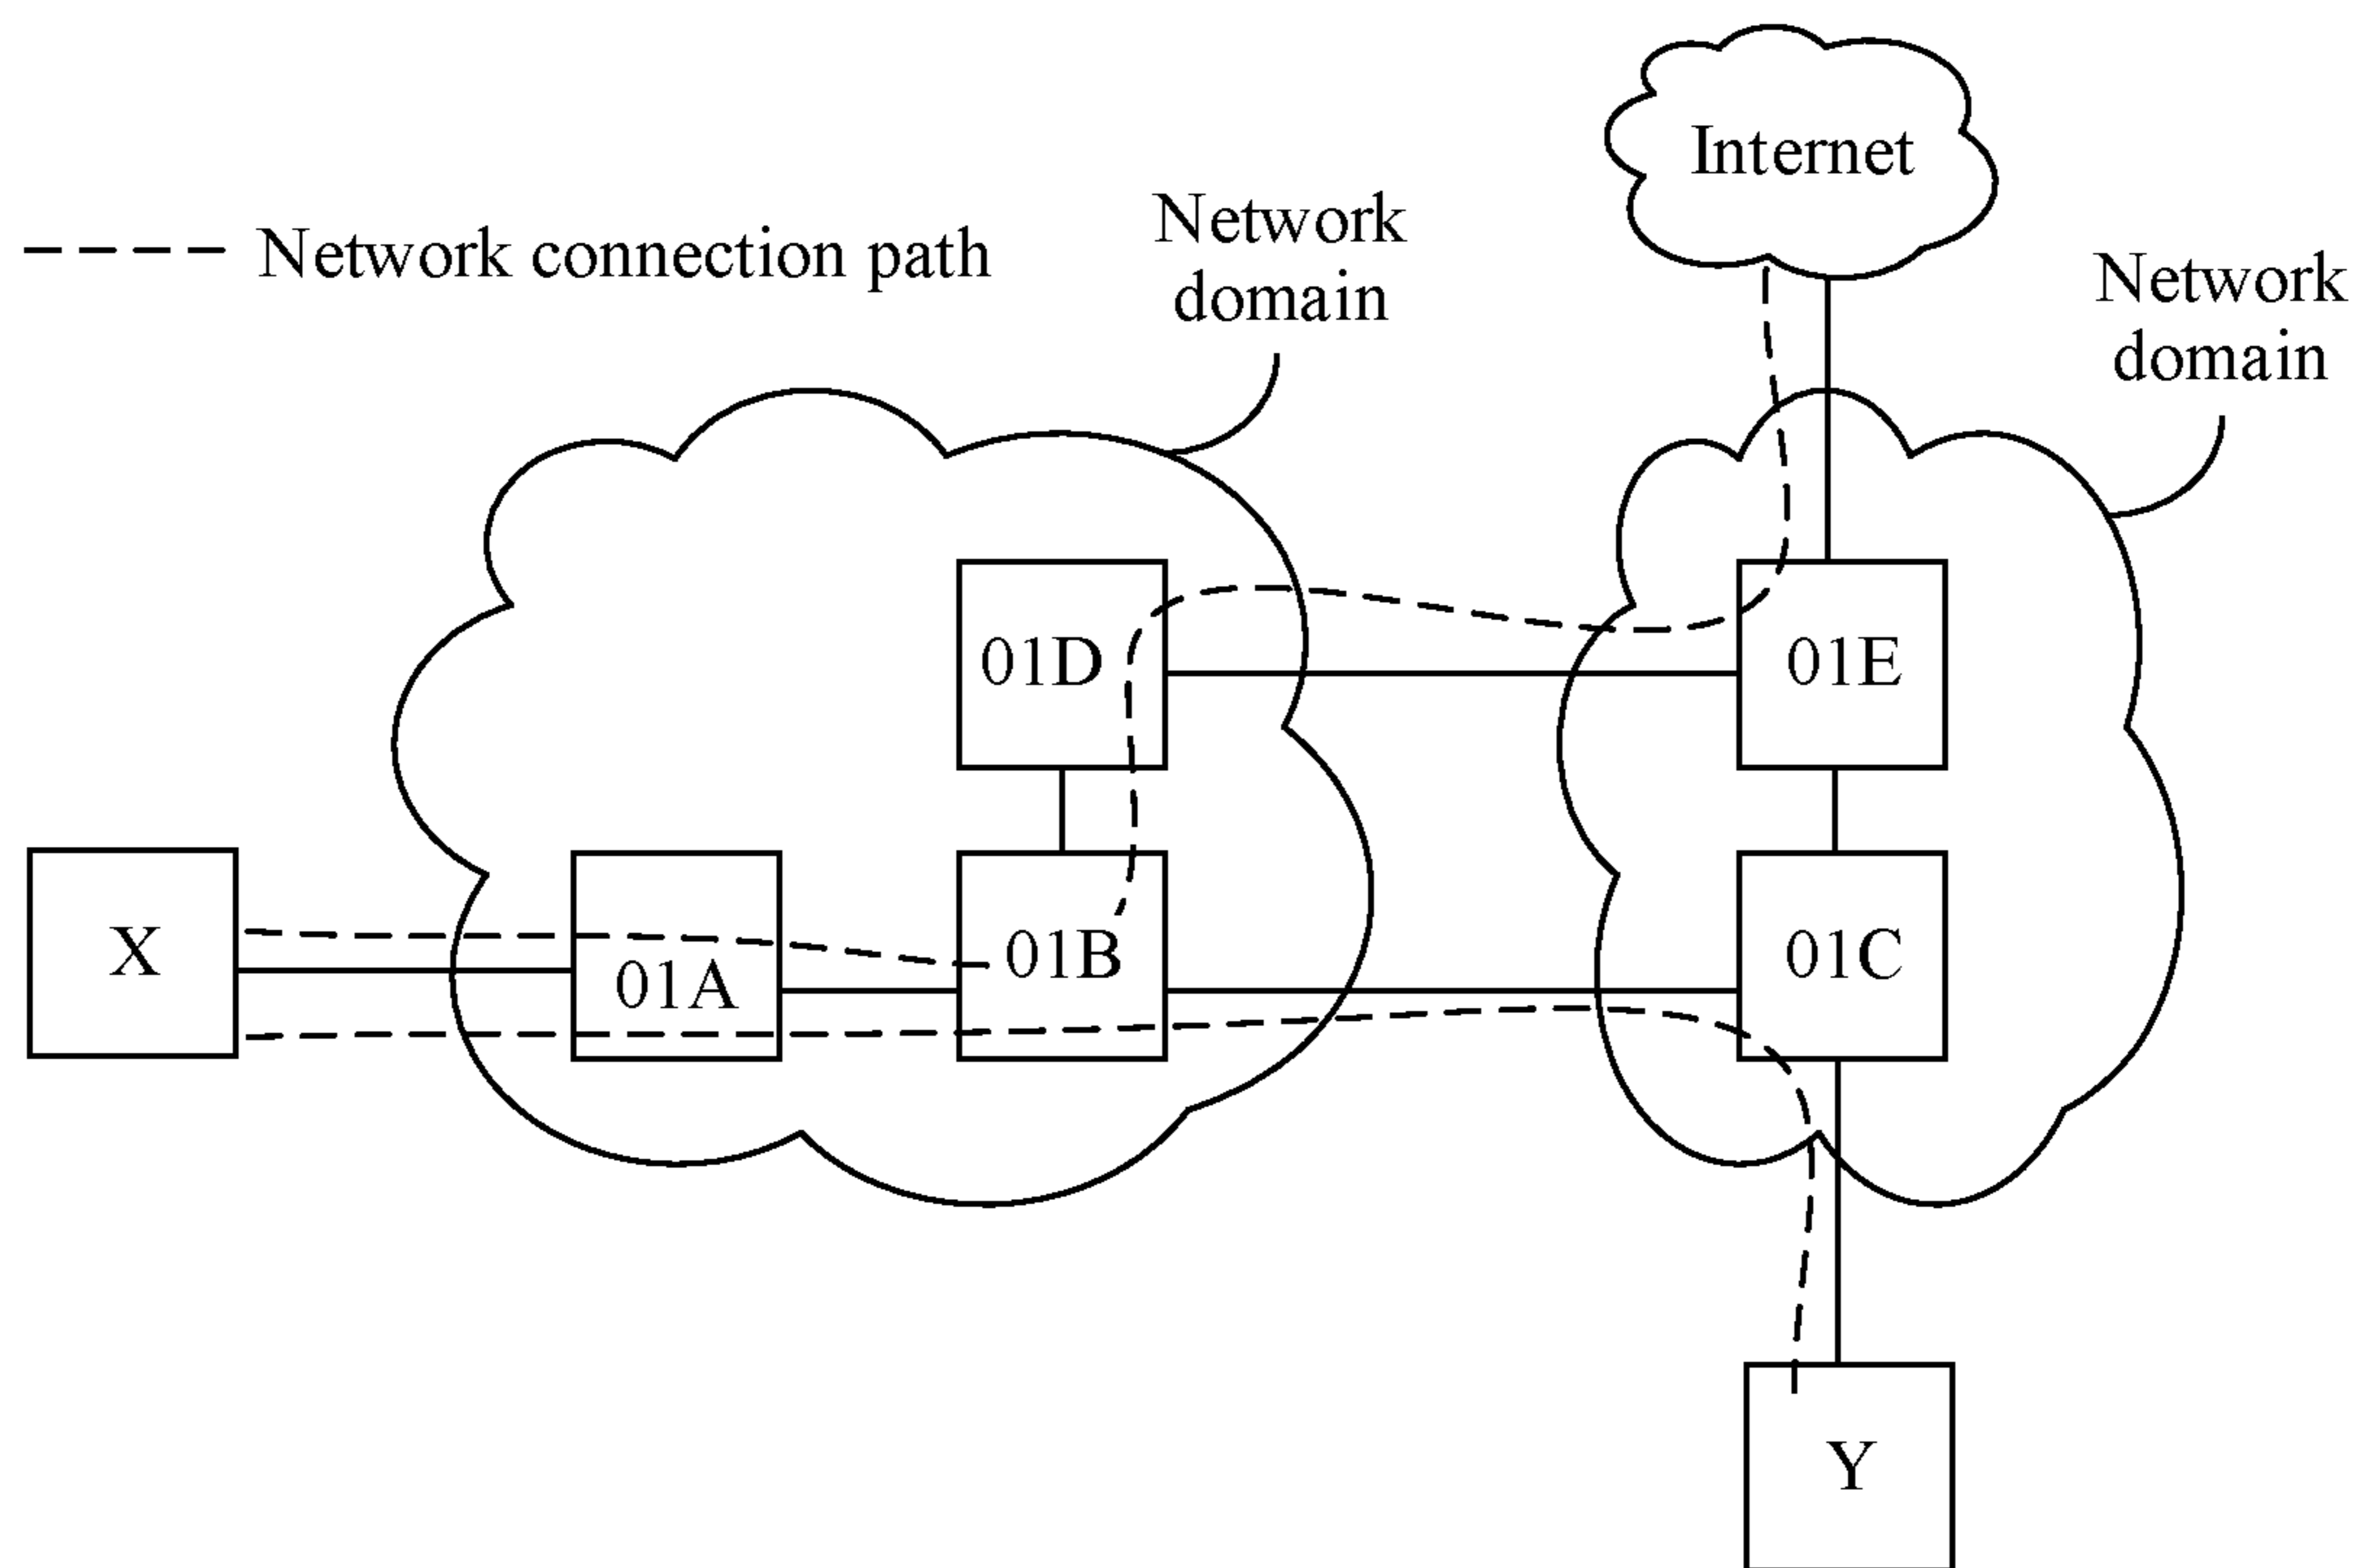 Internet
Network connection path
Network
domain
Network
domain
01D
01E
X
01A
01B
01C
Y